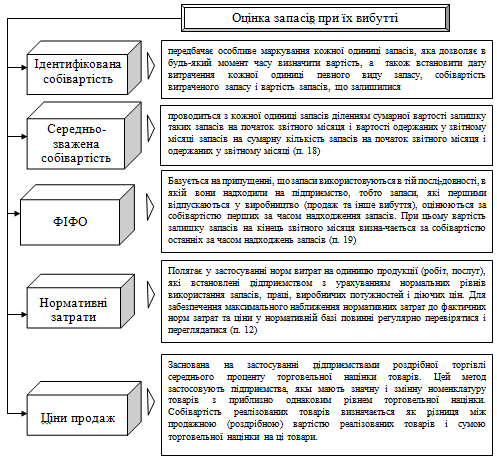 Оцінка запасів при їх вибутті
Ідентифікована
собівартість
передбачає особливе маркування кожної одиниці запасів, яка дозволяє в
будь-який момент часу визначити вартість, а також встановити дату
витрачення кожної одиниці певного виду запасу, собівартість
витраченого запасу і вартість запасів, що залишилися
Середньо-
зважена
собівартість
проводиться з кожної одиниці запасів діленням сумарної вартості залишку
таких запасів на початок звітного місяця і вартості одержаних у звітному
місяці запасів на сумарну кількість запасів на початок звітного місяця і
одержаних у звітному місяці (п. 18)
ФІФО
Базується на припущенні, що запаси використовуються в тій послі-довності, в
якій вони надходили на підприємство, тобто запаси, які першими
відпускаються у виробництво (продаж та інше вибуття), оцінюються за
собівартістю перших за часом надходження запасів. При цьому вартість
залишку запасів на кінець звітного місяця визна-чається за собівартістю
останніх за часом надходжень запасів (п. 19)
Нормативні
затрати
Полягає у застосуванні норм витрат на одиницю продукції (робіт, послуг),
які встановлені підприємством з урахуванням нормальних рівнів
використання запасів, праці, виробничих потужностей і діючих цін. Для
забезпечення максимального наближення нормативних затрат до фактичних
норм затрат та ціни у нормативній базі повинні регулярно перевірятися і
переглядатися (п. 12)
Ціни продаж
Заснована на застосуванні підприємствами роздрібної торгівлі
середнього проценту торговельної націнки товарів. Цей метод
застосовують підприємства, якы мають значну і змінну номенклатуру
товарів з приблизно однаковим рівнем торговельної націнки.
Собівартість реалізованих товарів визначається як різниця між
продажною (роздрібною) вартістю реалізованих товарів і сумою
торговельної націнки на ці товари.